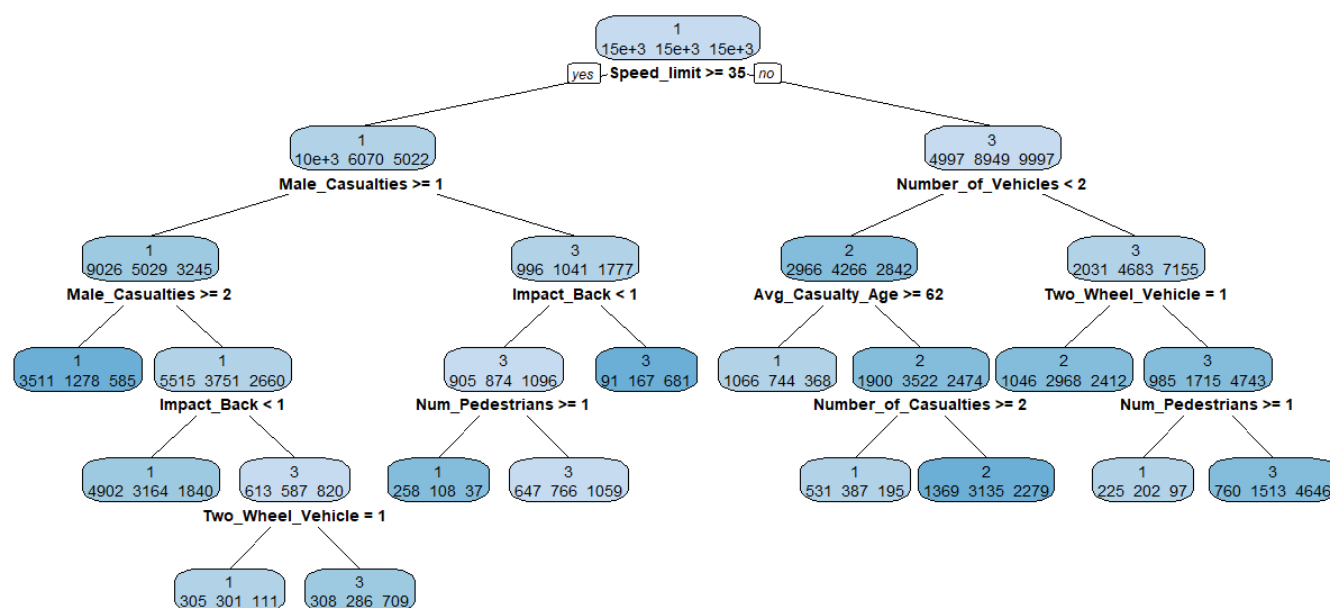 1
15e+3 15e+3 15e+3
yes
Speed_limit >= 35
no
1
10e+3 6070 5022
Male_Casualties >= 1
3
4997 8949 9997
Number_of_Vehicles < 2
1
9026 5029 3245
Male_Casualties >= 2
3
996 1041 1777
Impact_Back < 1
2
2966 4266 2842
Avg_Casualty_Age >= 62
3
2031 4683 7155
Two_Wheel_Vehicle = 1
1
3511 1278 585
1
5515 3751 2660
Impact_Back < 1
3
905 874 1096
Num_Pedestrians >= 1
3
91 167 681
1
1066 744 368
2
1900 3522 2474
Number_of_Casualties >= 2
2
1046 2968 2412
3
985 1715 4743
Num_Pedestrians >= 1
1
4902 3164 1840
3
613 587 820
Two_Wheel_Vehicle = 1
1
258 108 37
3
647 766 1059
1
531 387 195
2
1369 3135 2279
1
225 202 97
3
760 1513 4646
1
305 301 111
3
308 286 709